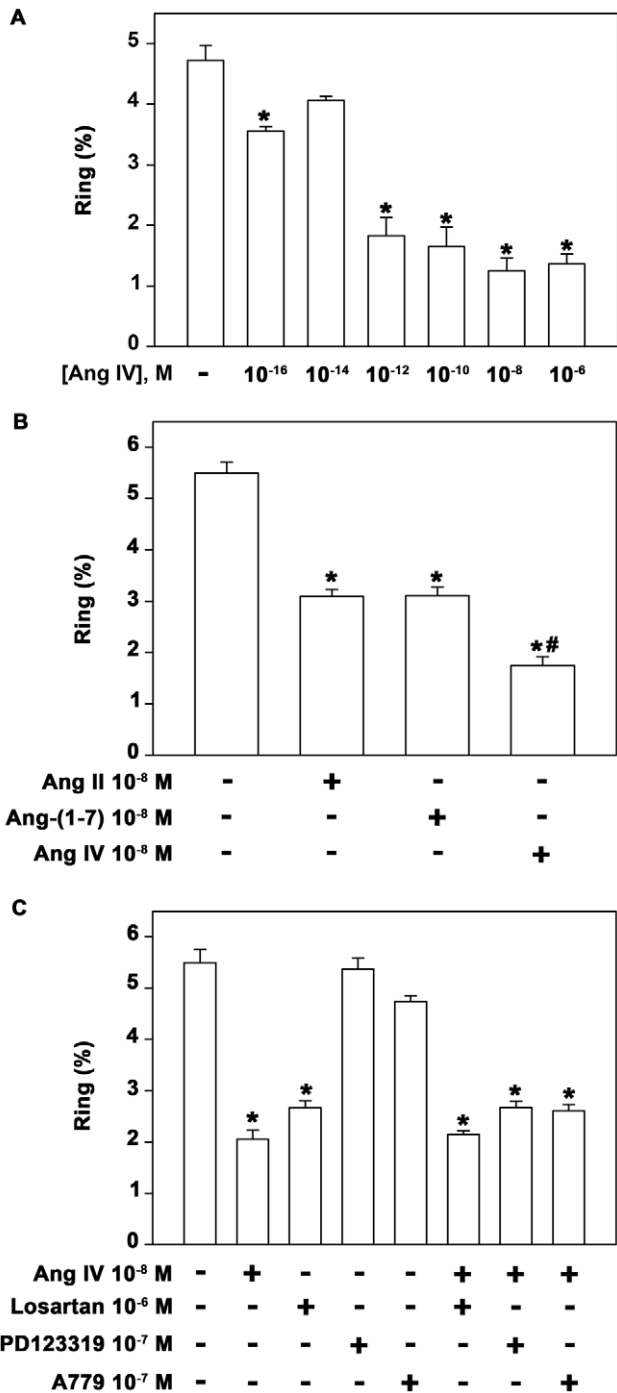 A
5
4
3
2
1
0
Ring (%)
*
*
*
*
*
[Ang IV], M - 10⁻¹⁶ 10⁻¹⁴ 10⁻¹² 10⁻¹⁰ 10⁻⁸ 10⁻⁶
B
6
5
4
3
2
1
0
Ring (%)
* * *#
Ang II 10⁻⁸ M - + - -
Ang-(1-7) 10⁻⁸ M - - + -
Ang IV 10⁻⁸ M - - - +
C
6
5
4
3
2
1
0
Ring (%)
* * * * *
Ang IV 10⁻⁸ M - + - - - + + +
Losartan 10⁻⁶ M - - + - - + - -
PD123319 10⁻⁷ M - - - + - - + -
A779 10⁻⁷ M - - - - + - - +